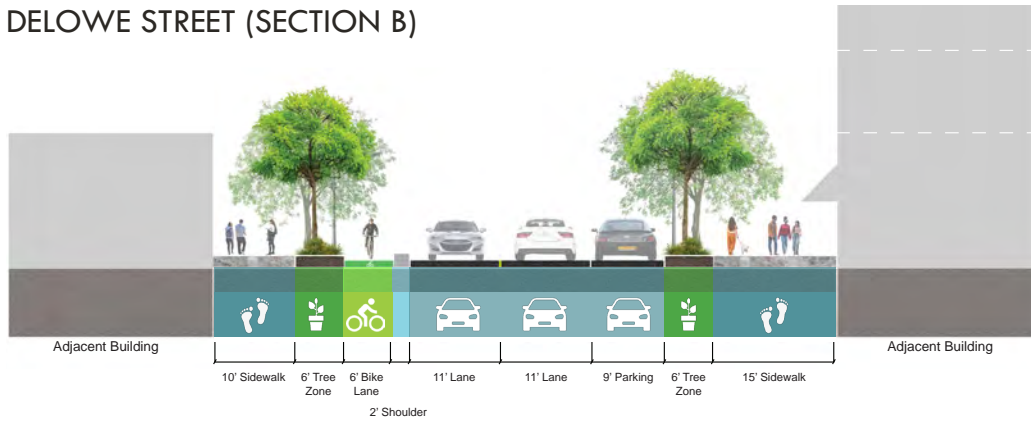 DELOWE STREET (SECTION B)
Adjacent Building
Adjacent Building
10' Sidewalk
6' Tree
Zone
6' Bike
Lane
2' Shoulder
11' Lane
11' Lane
9' Parking
6' Tree
Zone
15' Sidewalk